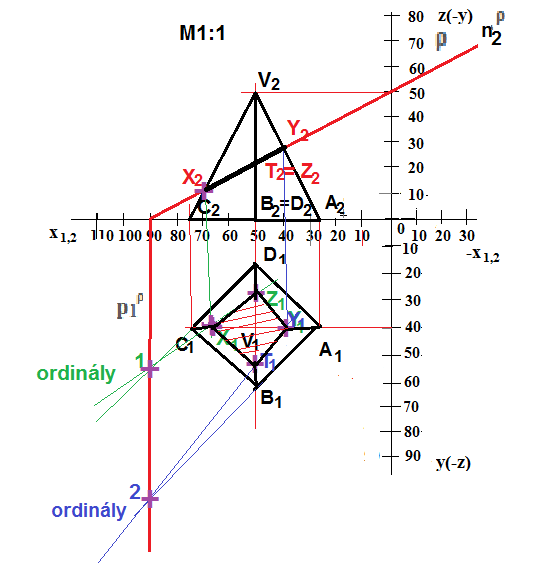 M1:1
80 z(-y)
n₂ᵖ
70
ρ
60
V₂
50
40
Y₂
30
X₂
T₂= Z₂
20
C₂
B₂=D₂
A₂
10
x₁,₂
110 100 90 80 70 60 50 40 30 20 10
0
10 20 30
-x₁,₂
10
D₁
20
p₁ᵖ
Z₁
30
Y₁
C₁
X₁
V₁
A₁
40
1
T₁
50
ordinály
B₁
60
70
80
2
90
y(-z)
ordinály